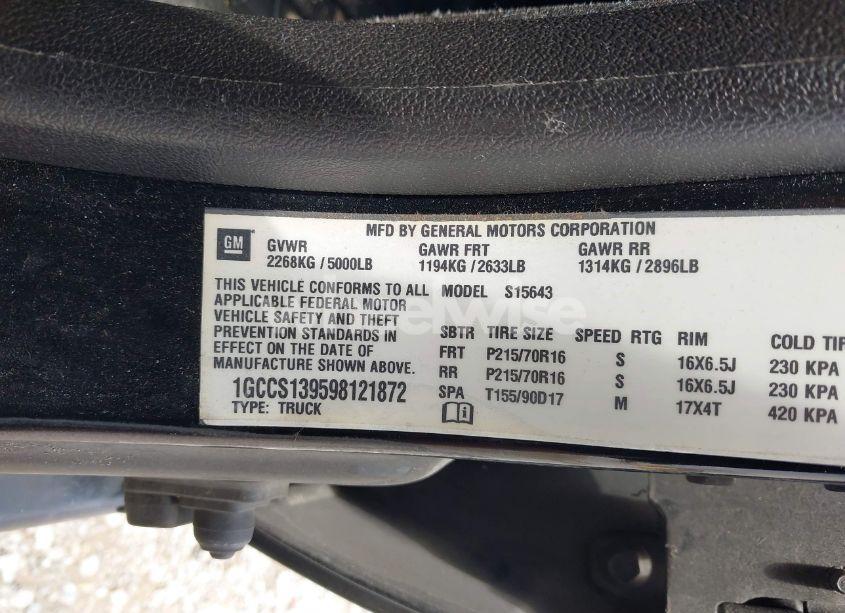 MFD BY GENERAL MOTORS CORPORATION
GM
GVWR GAWR FRT GAWR RR
2268KG / 5000LB 1194KG / 2633LB 1314KG / 2896LB
THIS VEHICLE CONFORMS TO ALL
APPLICABLE FEDERAL MOTOR
VEHICLE SAFETY AND THEFT
PREVENTION STANDARDS IN
EFFECT ON THE DATE OF
MANUFACTURE SHOWN ABOVE.
1GCCS139598121872
TYPE: TRUCK
MODEL S15643
SBTR TIRE SIZE SPEED RTG RIM COLD TIR
FRT P215/70R16 S 16X6.5J 230 KPA
RR P215/70R16 S 16X6.5J 230 KPA
SPA T155/90D17 M 17X4T 420 KPA